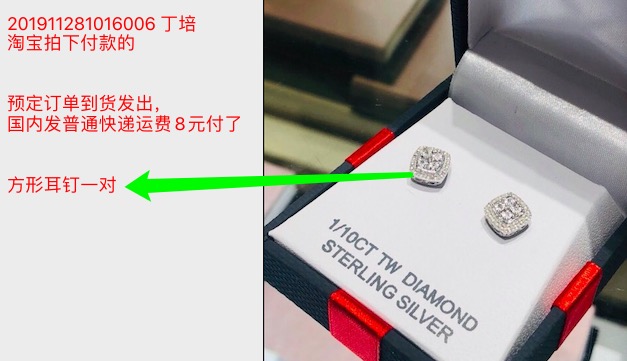 201911281016006 丁培
淘宝拍下付款的
预定订单到货发出，
国内发普通快递运费8元付了
方形耳钉一对
1/10CT TW DIAMOND
STERLING SILVER